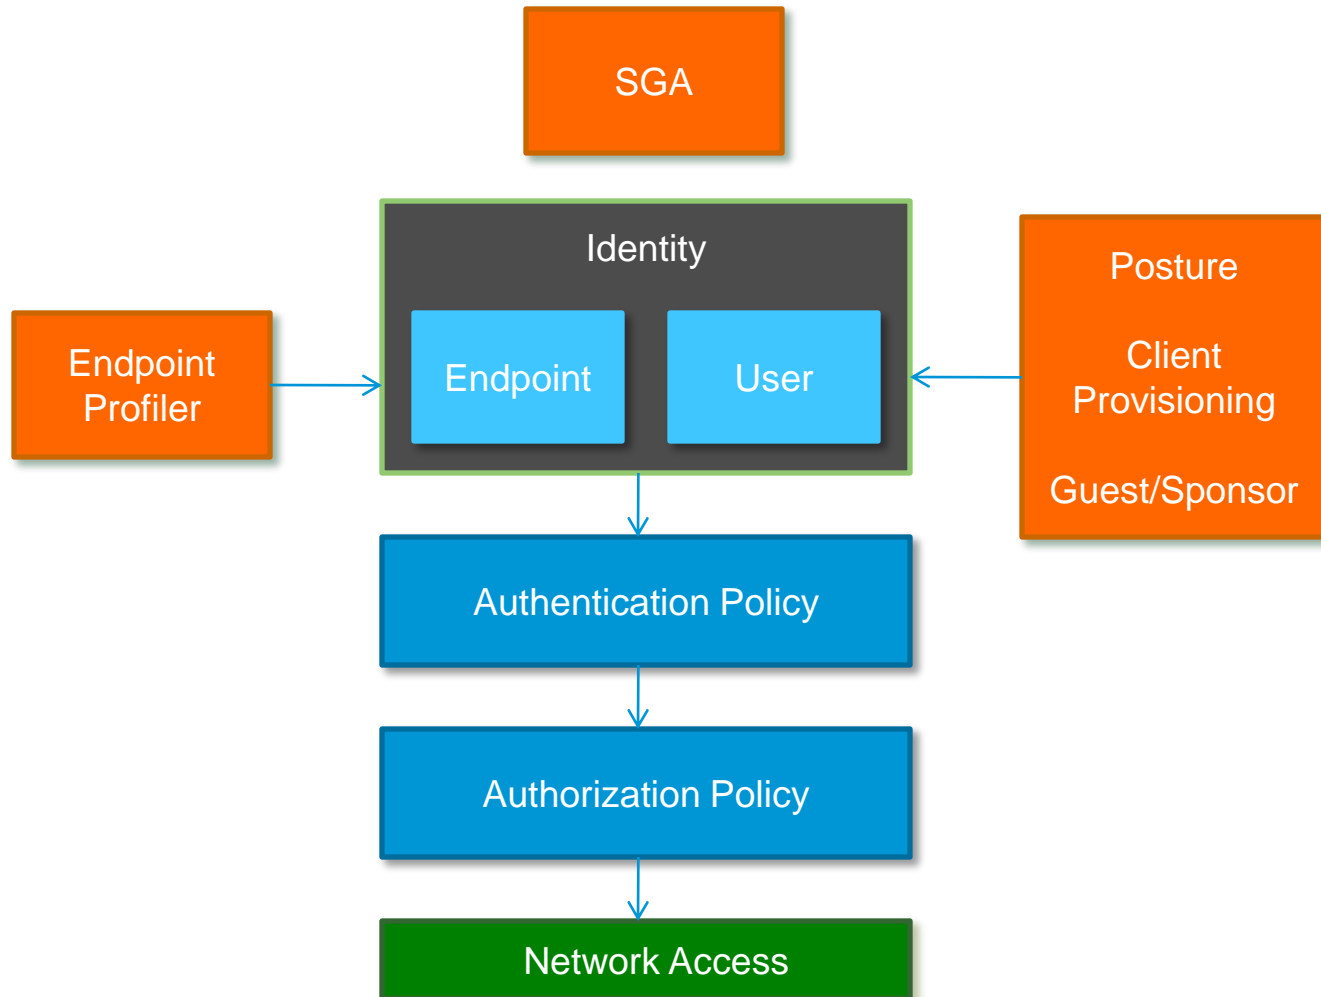 SGA
Identity
Endpoint
Profiler
Endpoint
User
Posture
Client
Provisioning
Guest/Sponsor
Authentication Policy
Authorization Policy
Network Access